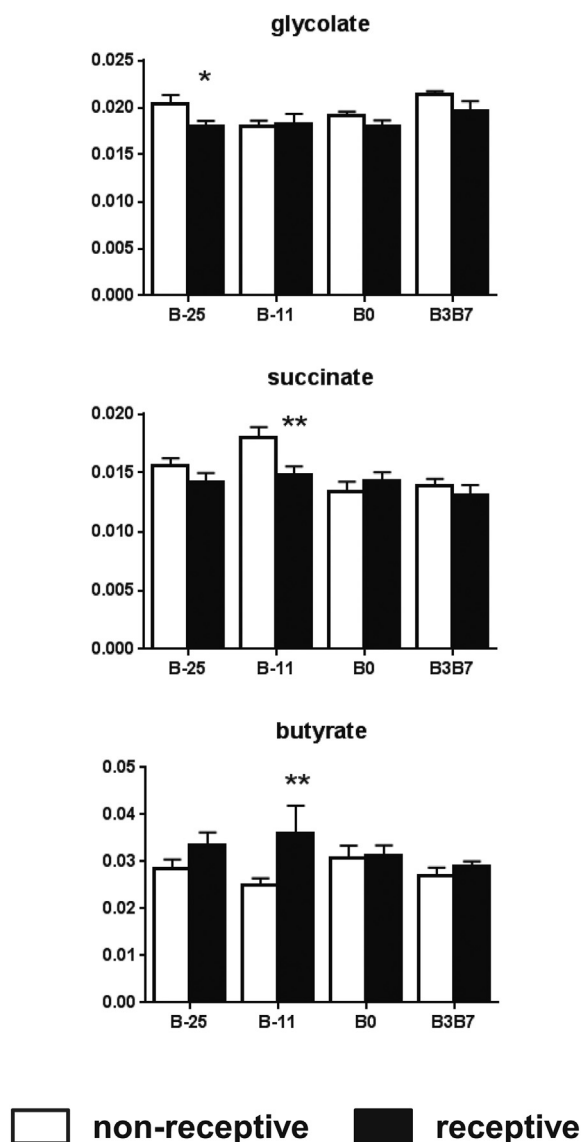 glycolate
0.025
*
0.020
0.015
0.010
0.005
0.000
B-25 B-11 B0 B3B7
succinate
0.020
**
0.015
0.010
0.005
0.000
B-25 B-11 B0 B3B7
butyrate
0.05
**
0.04
0.03
0.02
0.01
0.00
B-25 B-11 B0 B3B7
non-receptive receptive